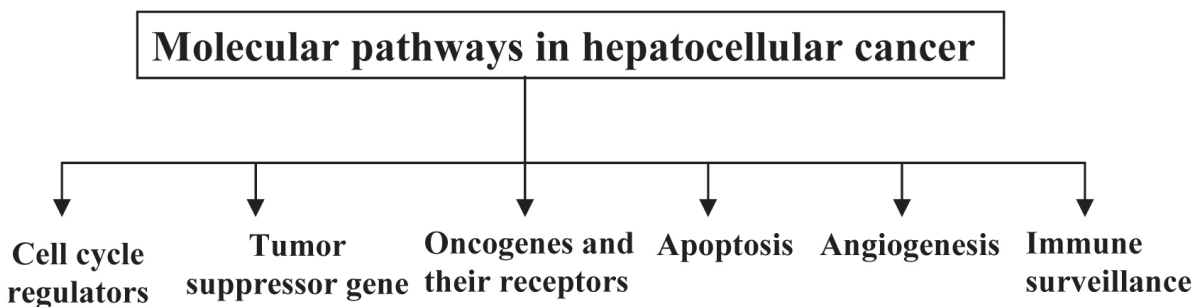 Molecular pathways in hepatocellular cancer
Cell cycle
regulators
Tumor
suppressor gene
Oncogenes and
their receptors
Apoptosis
Angiogenesis
Immune
surveillance